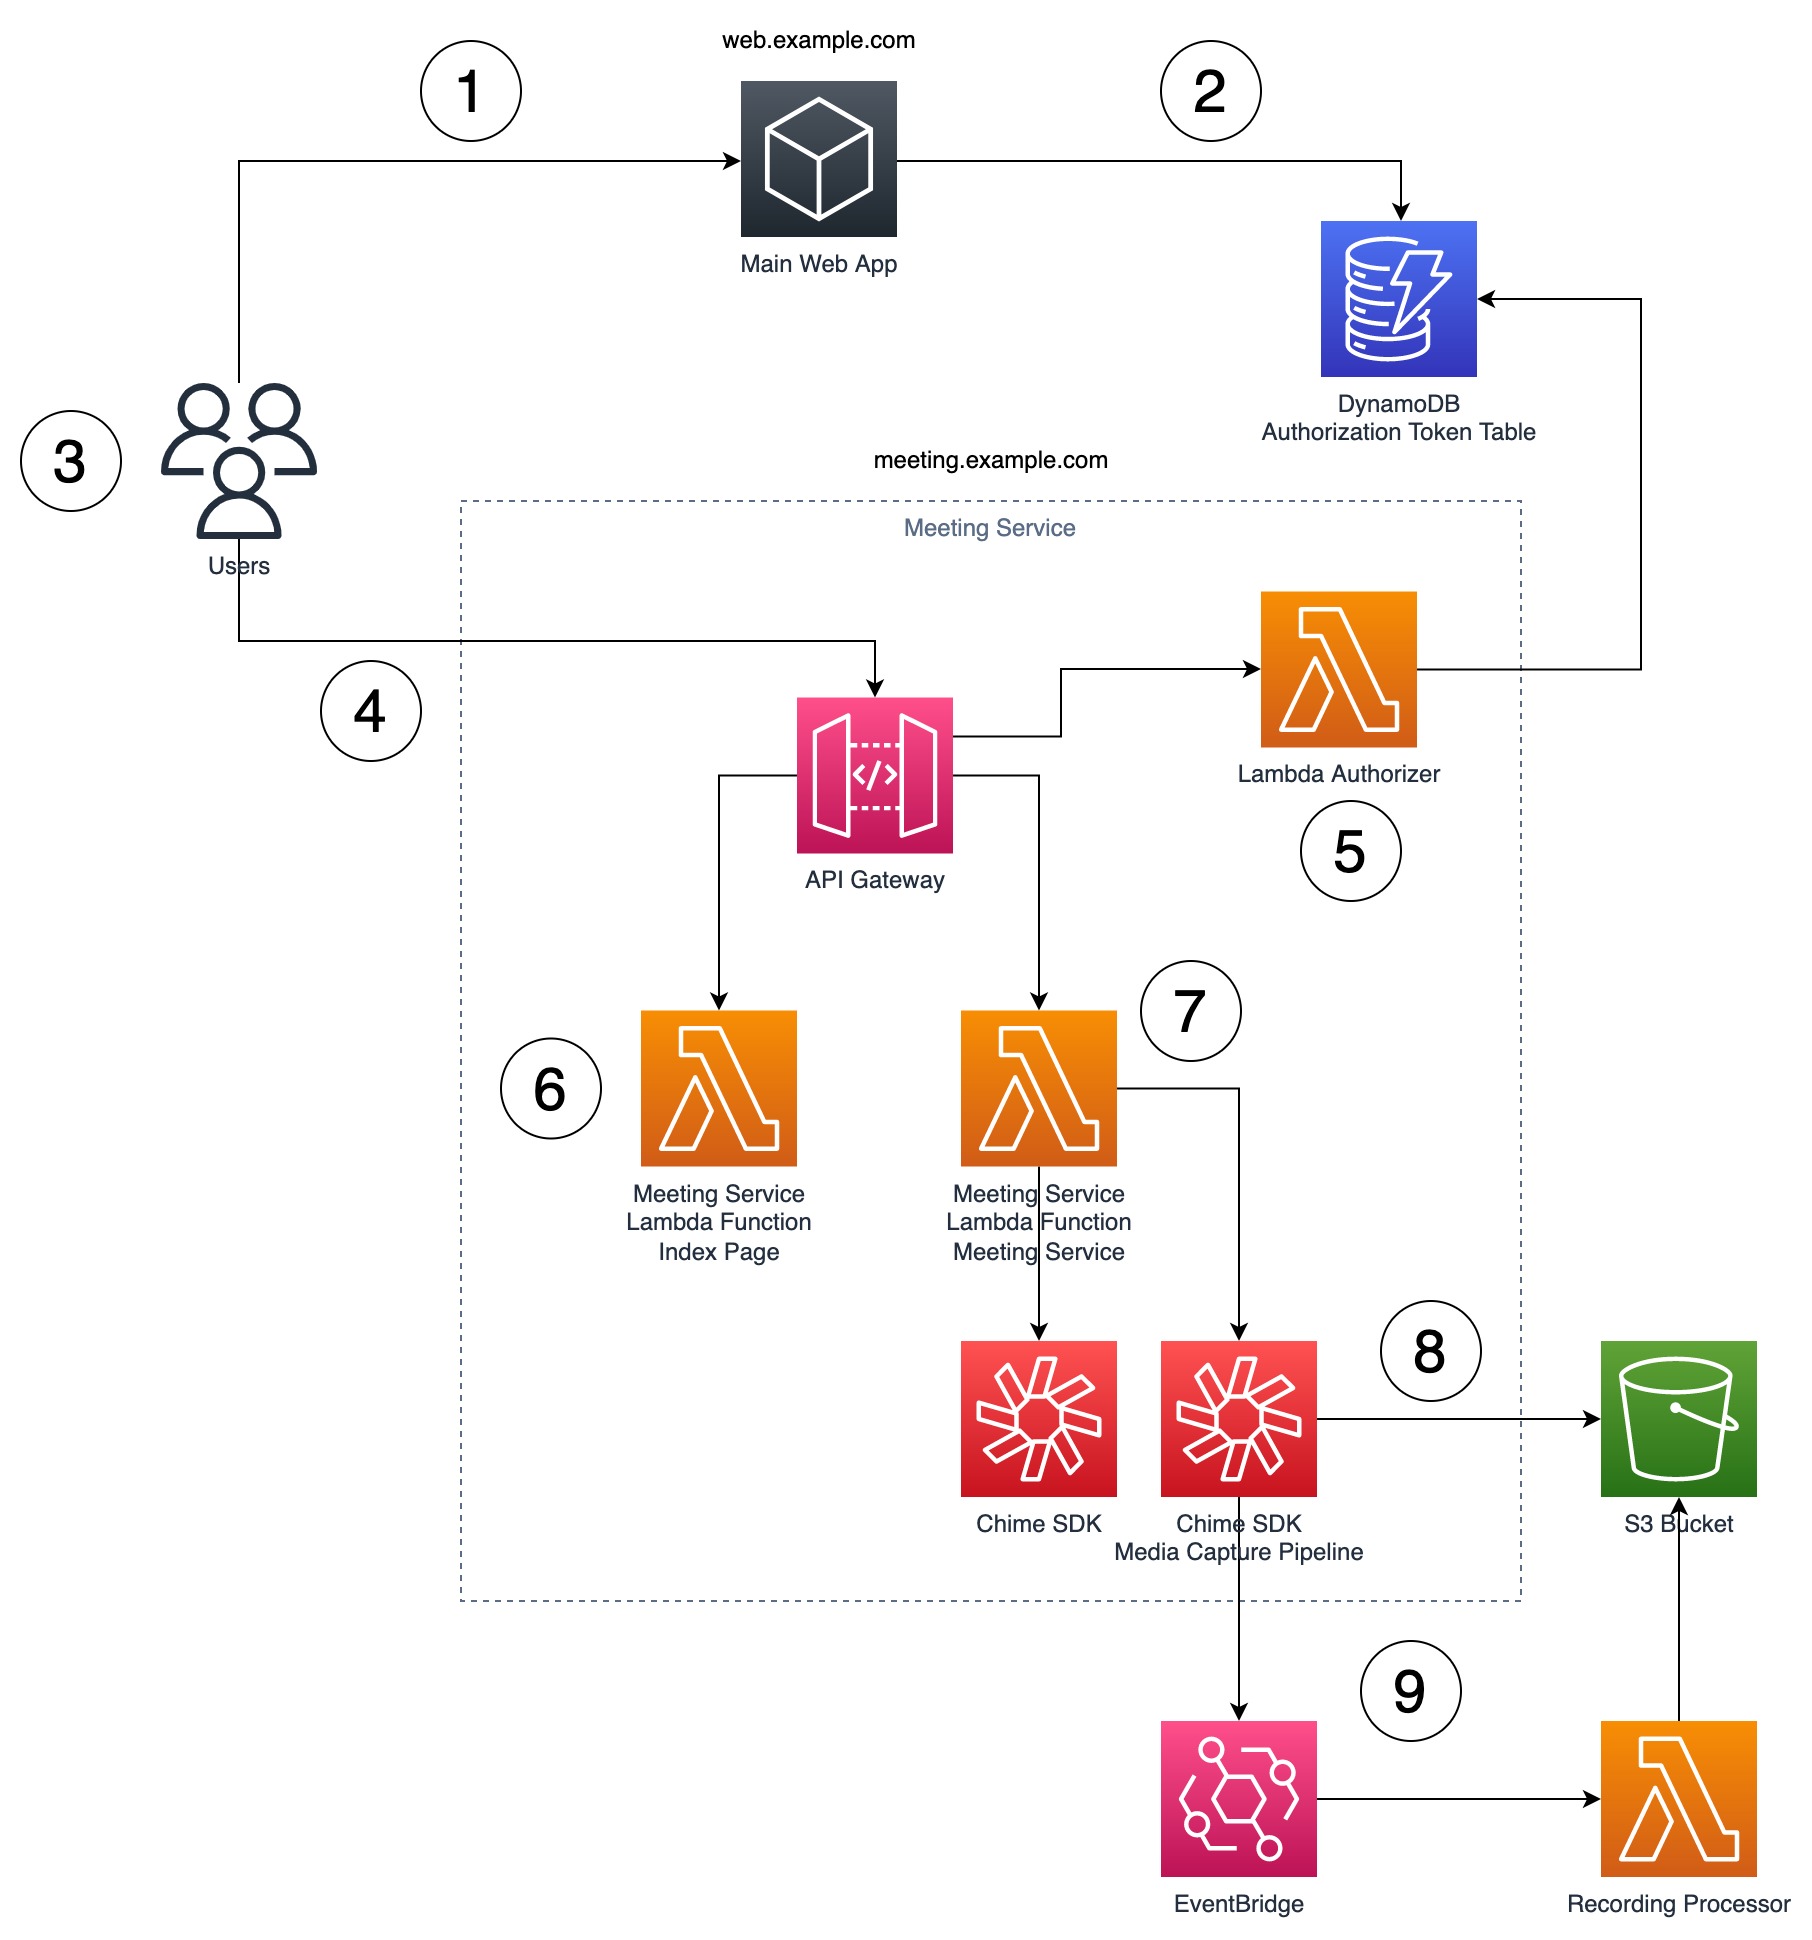 web.example.com
1
2
Main Web App
3
DynamoDB
Authorization Token Table
meeting.example.com
Meeting Service
Users
4
Lambda Authorizer
5
API Gateway
</>
6
7
Meeting Service
Lambda Function
Index Page
Meeting Service
Lambda Function
Meeting Service
8
Chime SDK
Chime SDK
Media Capture Pipeline
S3 Bucket
9
EventBridge
Recording Processor